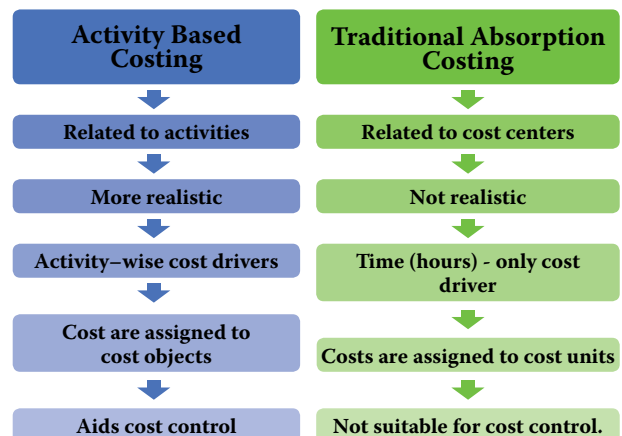 Activity Based
Costing
Related to activities
More realistic
Activity–wise cost drivers
Cost are assigned to
cost objects
Aids cost control
Traditional Absorption
Costing
Related to cost centers
Not realistic
Time (hours) - only cost
driver
Costs are assigned to cost units
Not suitable for cost control.